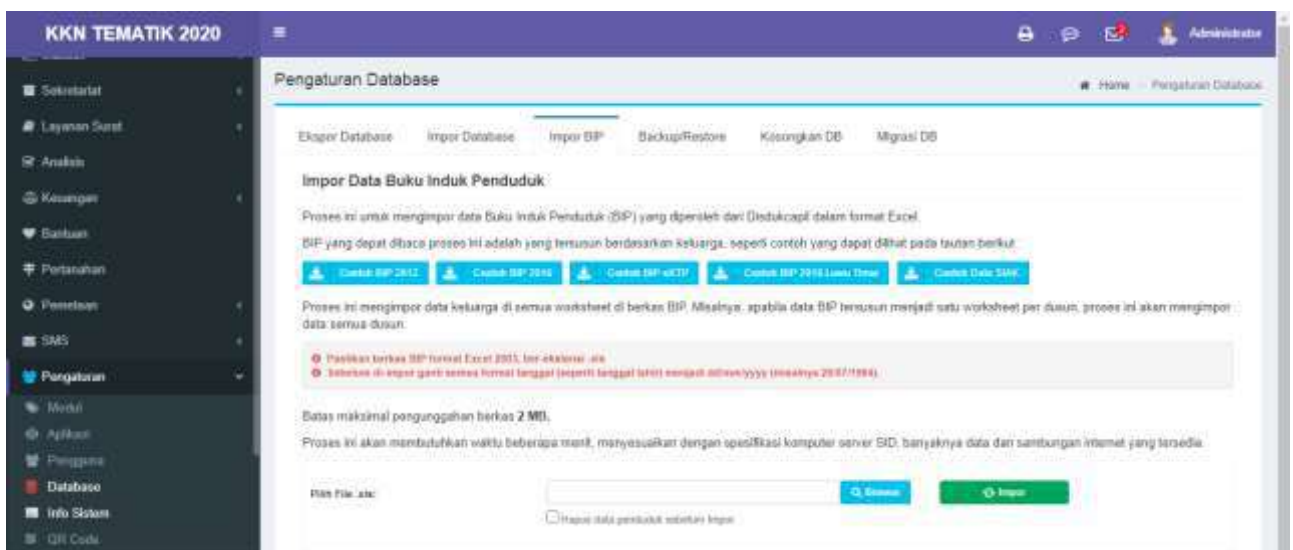 KKN TEMATIK 2020
Administrator
Sekretariat
Layanan Surat
Analisis
Keuangan
Bantuan
Pertanahan
Pemetaan
SMS
Pengaturan
Modul
Aplikasi
Pengguna
Database
Info Sistem
QR Code
Pengaturan Database
Home Pengaturan Database
Ekspor Database Impor Database Impor BIP Backup/Restore Kosongkan DB Migrasi DB
Impor Data Buku Induk Penduduk
Proses ini untuk mengimpor data Buku Induk Penduduk (BIP) yang diperoleh dari Disdukcapil dalam format Excel.
BIP yang dapat dibaca proses ini adalah yang tersusun berdasarkan keluarga, seperti contoh yang dapat dilihat pada tautan berikut
Contoh BIP 2012 Contoh BIP 2016 Contoh BIP eKTP Contoh BIP 2016 Luwu Timur Contoh Data SIAK
Proses ini mengimpor data keluarga di semua worksheet di berkas BIP. Misalnya, apabila data BIP tersusun menjadi satu worksheet per dusun, proses ini akan mengimpor
data semua dusun.
Pastikan berkas BIP format Excel 2003, ber-ekstensi .xls
Sebelum di impor ganti semua format tanggal (seperti tanggal lahir) menjadi dd/mm/yyyy (misalnya 26/07/1964).
Batas maksimal pengunggahan berkas 2 MB.
Proses ini akan membutuhkan waktu beberapa menit, menyesuaikan dengan spesifikasi komputer server SID, banyaknya data dan sambungan internet yang tersedia.
Pilih File .xls: Browse Impor
Hapus data penduduk sebelum Impor